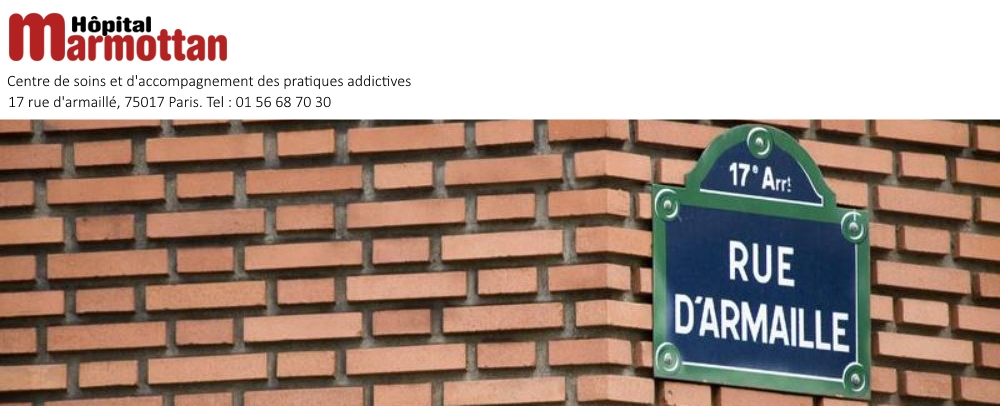 Hôpital
Marmottan
Centre de soins et d'accompagnement des pratiques addictives
17 rue d'armaillé, 75017 Paris. Tel : 01 56 68 70 30
17e Arrt
RUE
D'ARMAILLE